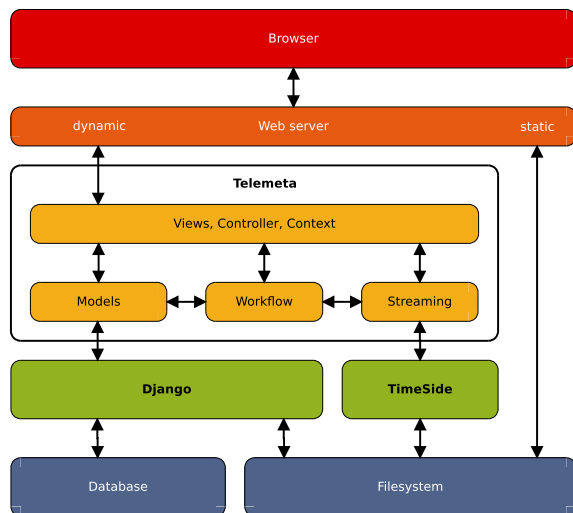 Browser
dynamic Web server static
Telemeta
Views, Controller, Context
Models Workflow Streaming
Django TimeSide
Database Filesystem